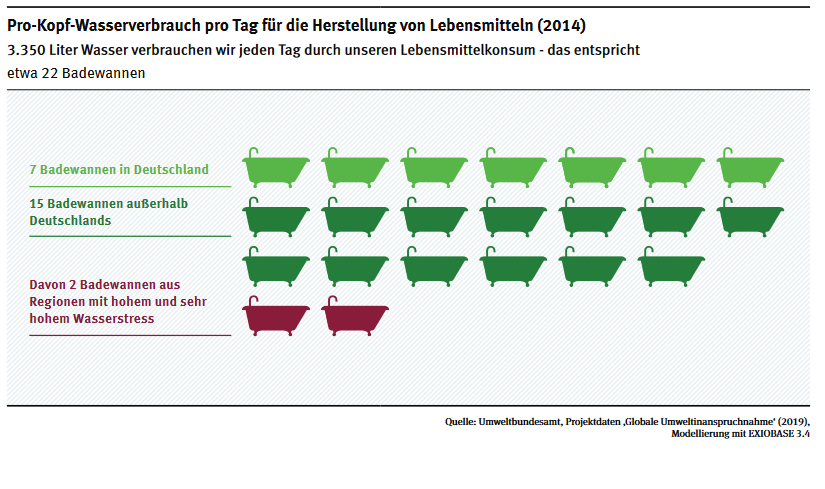 Pro-Kopf-Wasserverbrauch pro Tag für die Herstellung von Lebensmitteln (2014)
3.350 Liter Wasser verbrauchen wir jeden Tag durch unseren Lebensmittelkonsum - das entspricht
etwa 22 Badewannen
7 Badewannen in Deutschland
15 Badewannen außerhalb
Deutschlands
Davon 2 Badewannen aus
Regionen mit hohem und sehr
hohem Wasserstress
Quelle: Umweltbundesamt, Projektdaten ‚Globale Umweltinanspruchnahme‘ (2019),
Modellierung mit EXIOBASE 3.4